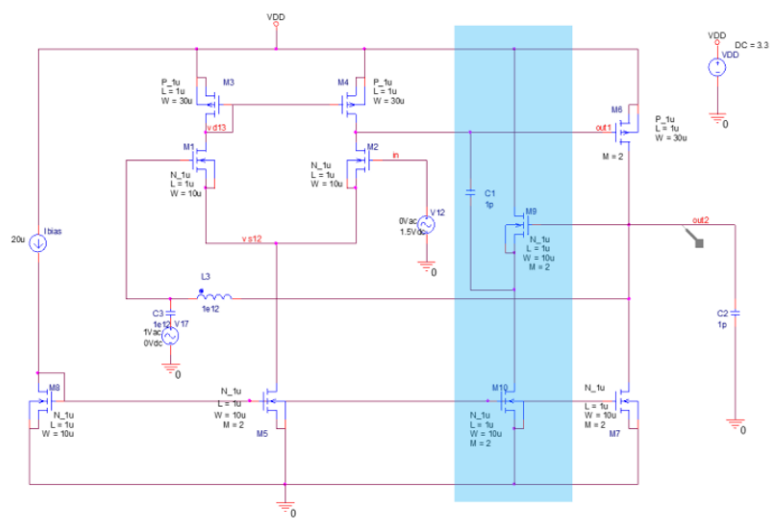 VDD
VDD
DC = 3.3
VDD
0
P_1u
L = 1u
W = 30u
M3
M4
P_1u
L = 1u
W = 30u
M6
P_1u
L = 1u
W = 30u
M = 2
vd13
out1
M1
N_1u
L = 1u
W = 10u
M2
N_1u
L = 1u
W = 10u
in
C1
1p
0Vac
1.5Vdc
V12
0
M9
N_1u
L = 1u
W = 10u
M = 2
out2
Ibias
20u
vs12
L3
1e12
C3
1e12
V17
1Vac
0Vdc
0
C2
1p
0
M8
N_1u
L = 1u
W = 10u
N_1u
L = 1u
W = 10u
M = 2
M5
M10
N_1u
L = 1u
W = 10u
M = 2
N_1u
L = 1u
W = 10u
M = 2
M7
0